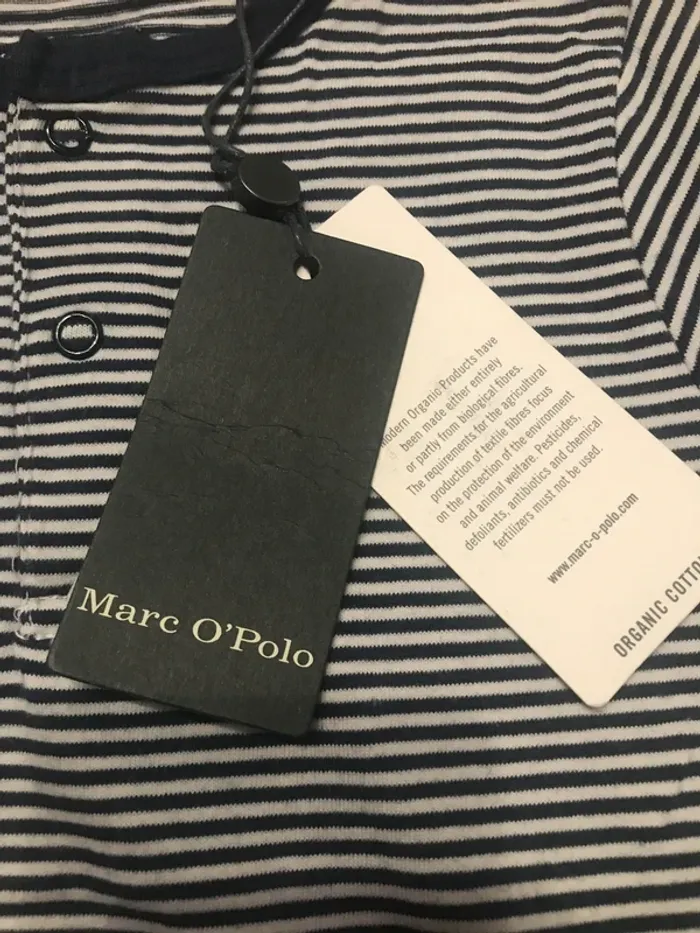 Marc O'Polo
Modern Organic Products have
been made either entirely
or partly from biological fibres.
The requirements for the agricultural
production of textile fibres focus
on the protection of the environment
and animal welfare. Pesticides,
defoliants, antibiotics and chemical
fertilizers must not be used.
www.marc-o-polo.com
ORGANIC COTTON